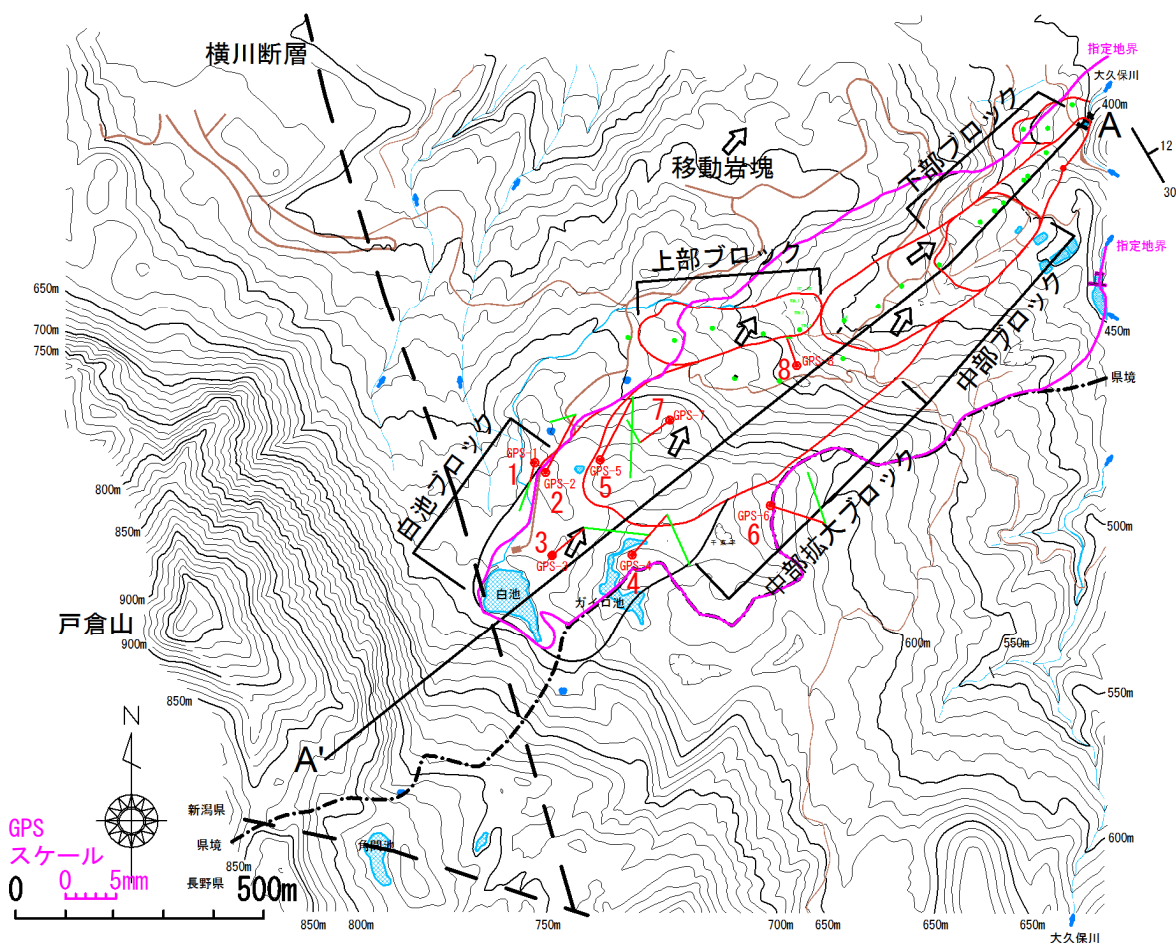 横川断層
指定地界
大久保川
400m
A
12
30
下部ブロック
移動岩塊
指定地界
上部ブロック
650m
700m
750m
450m
中部ブロック
県境
8
GPS-8
7
GPS-7
GPS-1
1
GPS-2
2
GPS-5
5
白池ブロック
800m
850m
GPS-6
6
500m
中部拡大ブロック
3
GPS-3
GPS-4
4
白池
ガマロ池
900m
戸倉山
900m
600m
550m
850m
550m
N
A'
新潟県
県境
850m
長野県
角間池
600m
GPS
スケール
0
0
5mm
500m
850m
800m
750m
700m
650m
650m
650m
大久保川